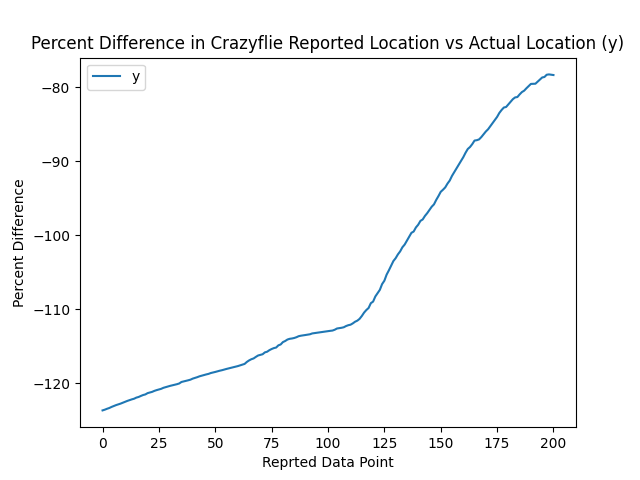 Percent Difference in Crazyflie Reported Location vs Actual Location (y)
y
−80
−90
−100
−110
−120
Percent Difference
0 25 50 75 100 125 150 175 200
Reprted Data Point